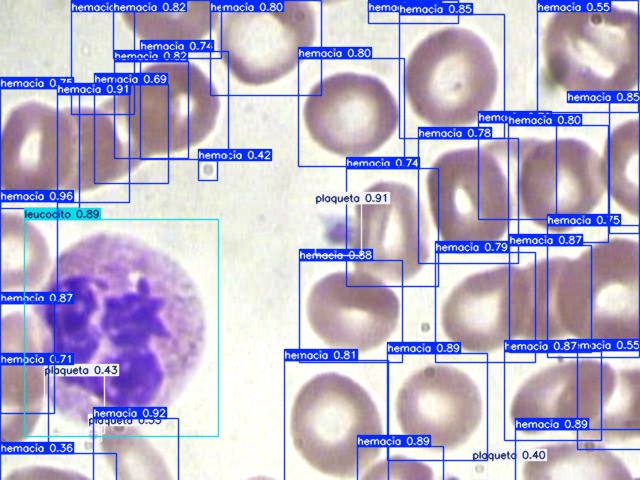 hemacia 0.82
hemacia 0.80
hemacia 0.85
0.55
hemacia 0.74
hemacia 0.82
hemacia 0.80
hemacia 0.75
hemacia 0.69
hemacia 0.91
hemacia 0.85
hemacia 0.80
hemacia 0.78
hemacia 0.42
hemacia 0.74
hemacia 0.96
plaqueta 0.91
leucocito 0.89
hemacia 0.75
hemacia 0.87
hemacia 0.79
hemacia 0.88
hemacia 0.87
hemacia 0.71
plaqueta 0.43
hemacia 0.81
hemacia 0.89
hemacia 0.87
hemacia 0.55
hemacia 0.92
hemacia 0.89
hemacia 0.89
hemacia 0.36
plaqueta 0.40